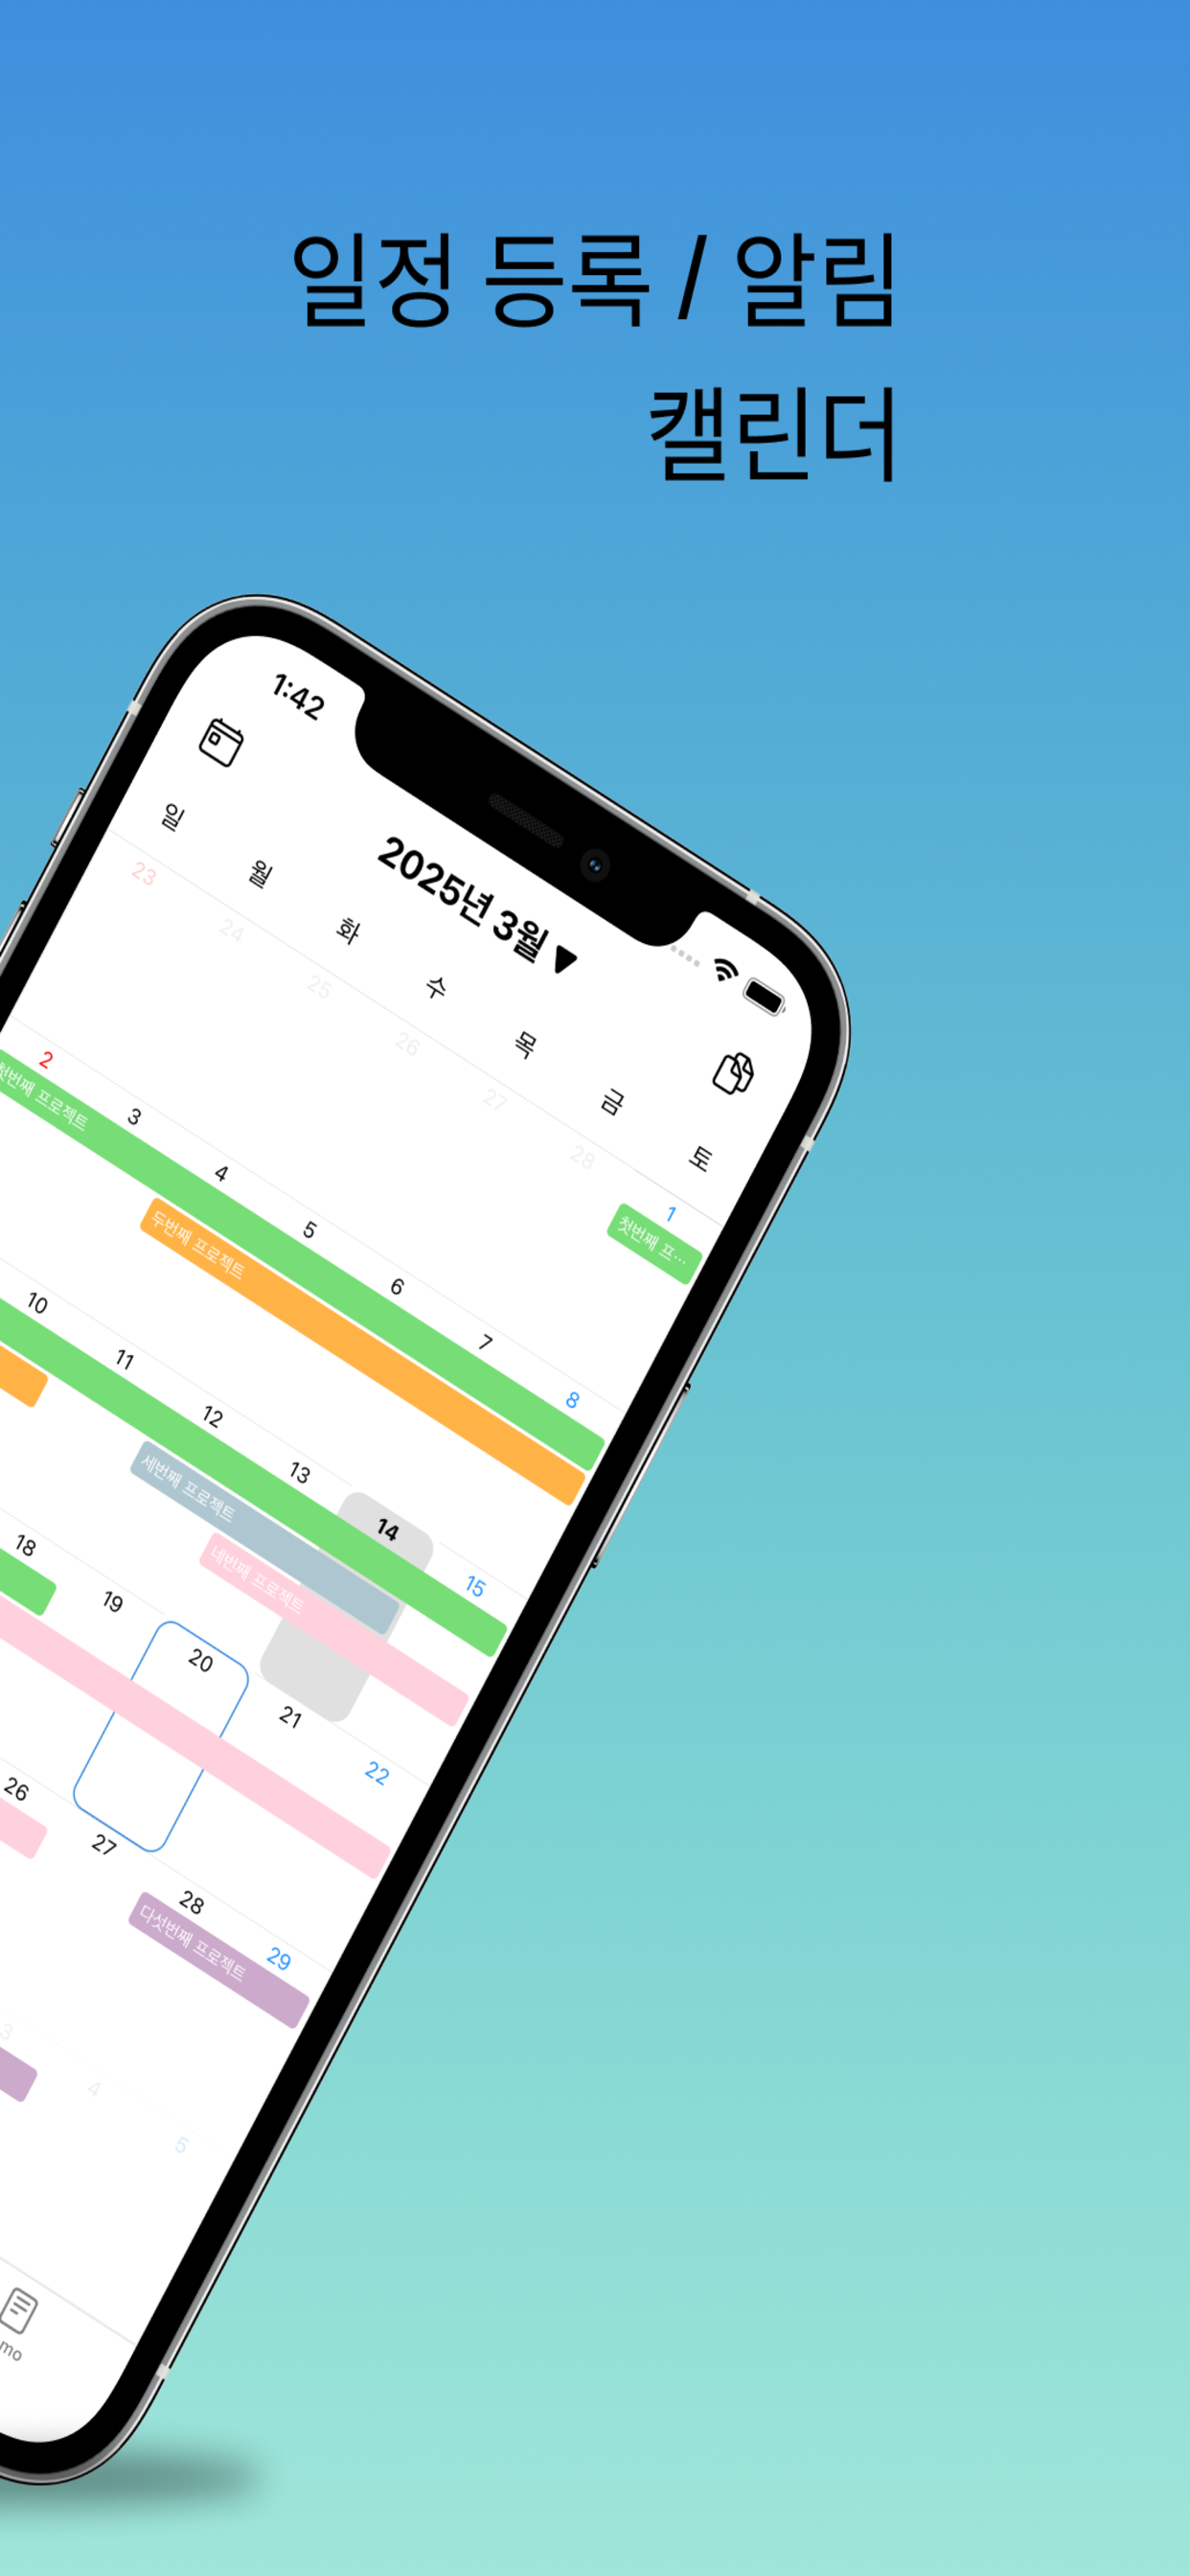 일정 등록 / 알림
캘린더
1:42
2025년 3월 ▼
일 월 화 수 목 금 토
23 24 25 26 27 28 1
첫번째 프...
2 3 4 5 6 7 8
첫번째 프로젝트
두번째 프로젝트
10 11 12 13 14 15
세번째 프로젝트
네번째 프로젝트
18 19 20 21 22
26 27 28 29
다섯번째 프로젝트
3 4 5
mo